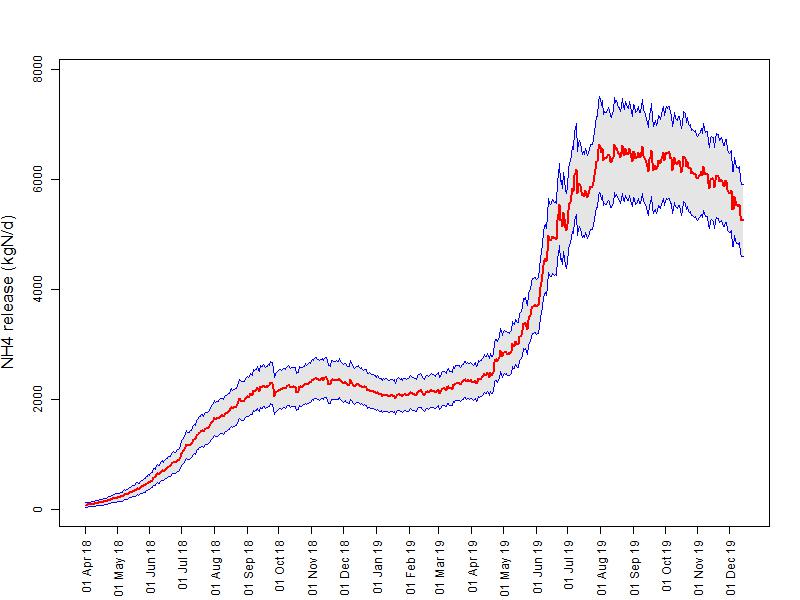 NH4 release (kgN/d)
8000
6000
4000
2000
0
01 Apr 18
01 May 18
01 Jun 18
01 Jul 18
01 Aug 18
01 Sep 18
01 Oct 18
01 Nov 18
01 Dec 18
01 Jan 19
01 Feb 19
01 Mar 19
01 Apr 19
01 May 19
01 Jun 19
01 Jul 19
01 Aug 19
01 Sep 19
01 Oct 19
01 Nov 19
01 Dec 19